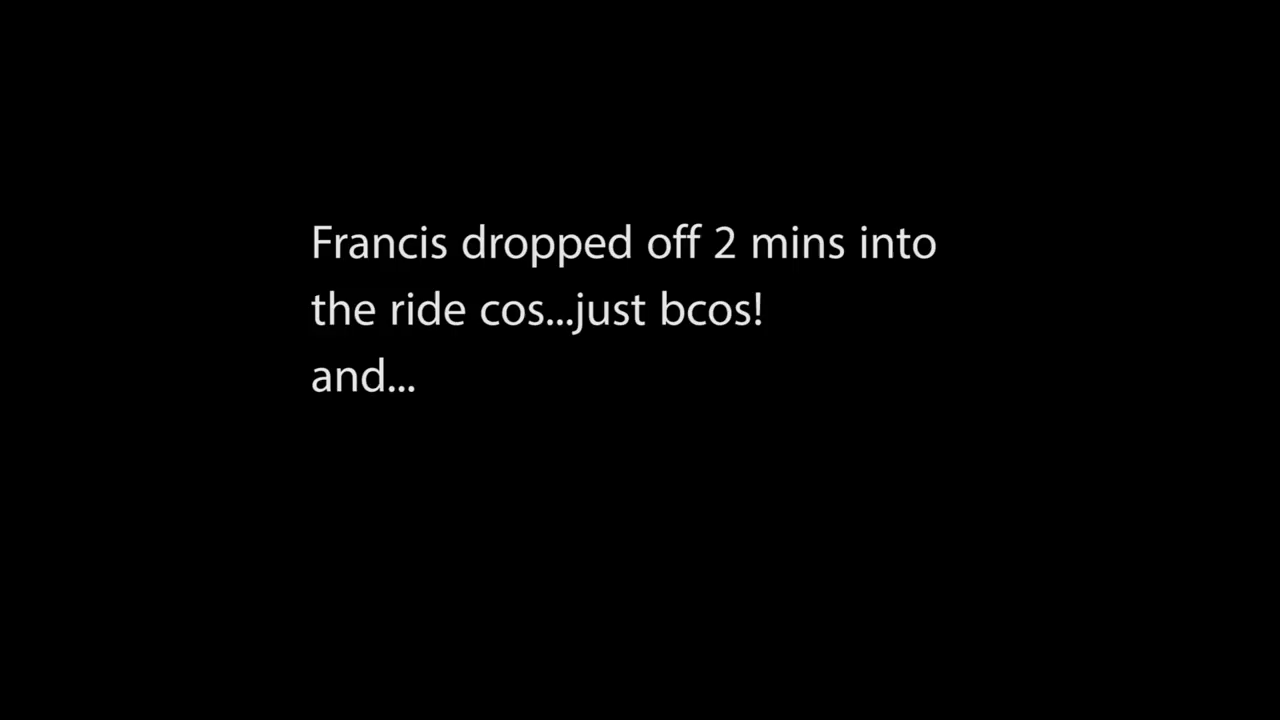 Francis dropped off 2 mins into
the ride cos...just bcos!
and...